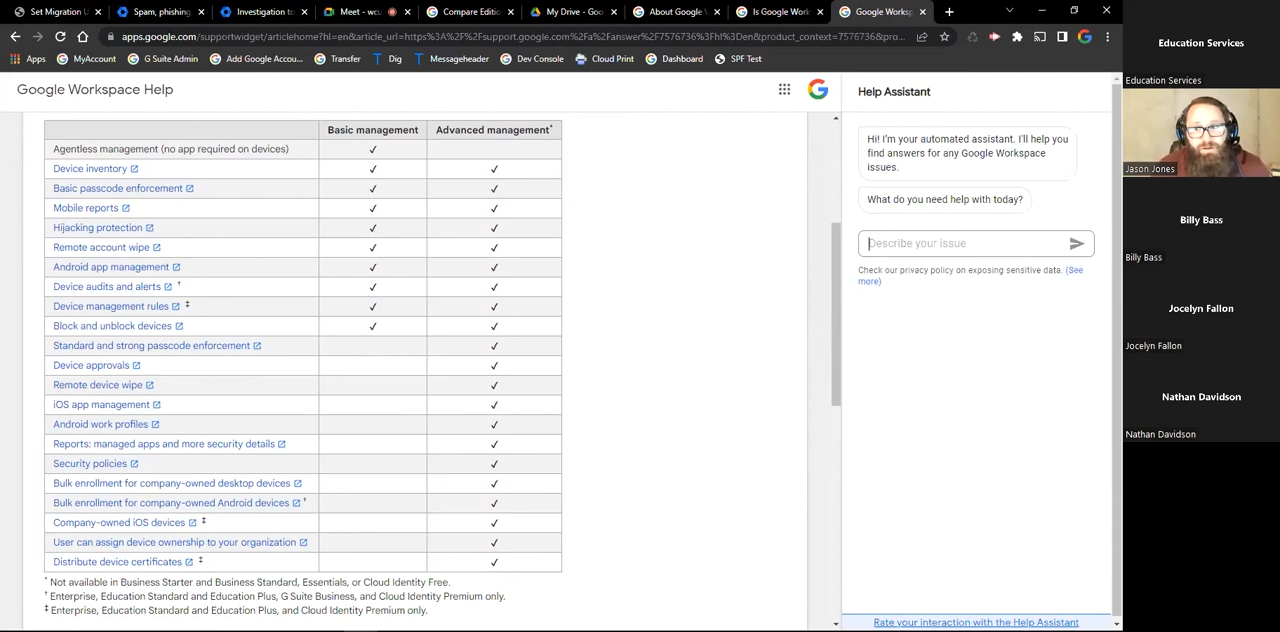 Set Migration U
Spam, phishing
Investigation to
Meet - wcu
Compare Editio
My Drive - Goo
About Google V
Is Google Work
Google Worksp
apps.google.com/supportwidget/articlehome?hl=en&article_url=https%3A%2F%2Fsupport.google.com%2Fa%2Fanswer%2F7576736%3Fhl%3Den&product_context=7576736&pro...
Apps
MyAccount
G Suite Admin
Add Google Accou...
Transfer
Dig
Messageheader
Dev Console
Cloud Print
Dashboard
SPF Test
Google Workspace Help
Basic management Advanced management*
Agentless management (no app required on devices) ✓
Device inventory ✓ ✓
Basic passcode enforcement ✓ ✓
Mobile reports ✓ ✓
Hijacking protection ✓ ✓
Remote account wipe ✓ ✓
Android app management ✓ ✓
Device audits and alerts † ✓ ✓
Device management rules ‡ ✓ ✓
Block and unblock devices ✓ ✓
Standard and strong passcode enforcement ✓
Device approvals ✓
Remote device wipe ✓
iOS app management ✓
Android work profiles ✓
Reports: managed apps and more security details ✓
Security policies ✓
Bulk enrollment for company-owned desktop devices ✓
Bulk enrollment for company-owned Android devices † ✓
Company-owned iOS devices ‡ ✓
User can assign device ownership to your organization ✓
Distribute device certificates ‡ ✓
* Not available in Business Starter and Business Standard, Essentials, or Cloud Identity Free.
† Enterprise, Education Standard and Education Plus, G Suite Business, and Cloud Identity Premium only.
‡ Enterprise, Education Standard and Education Plus, and Cloud Identity Premium only.
Help Assistant
Hi! I'm your automated assistant. I'll help you
find answers for any Google Workspace
issues.
What do you need help with today?
Describe your issue
Check our privacy policy on exposing sensitive data. (See
more)
Rate your interaction with the Help Assistant
Education Services
Education Services
Jason Jones
Billy Bass
Billy Bass
Jocelyn Fallon
Jocelyn Fallon
Nathan Davidson
Nathan Davidson